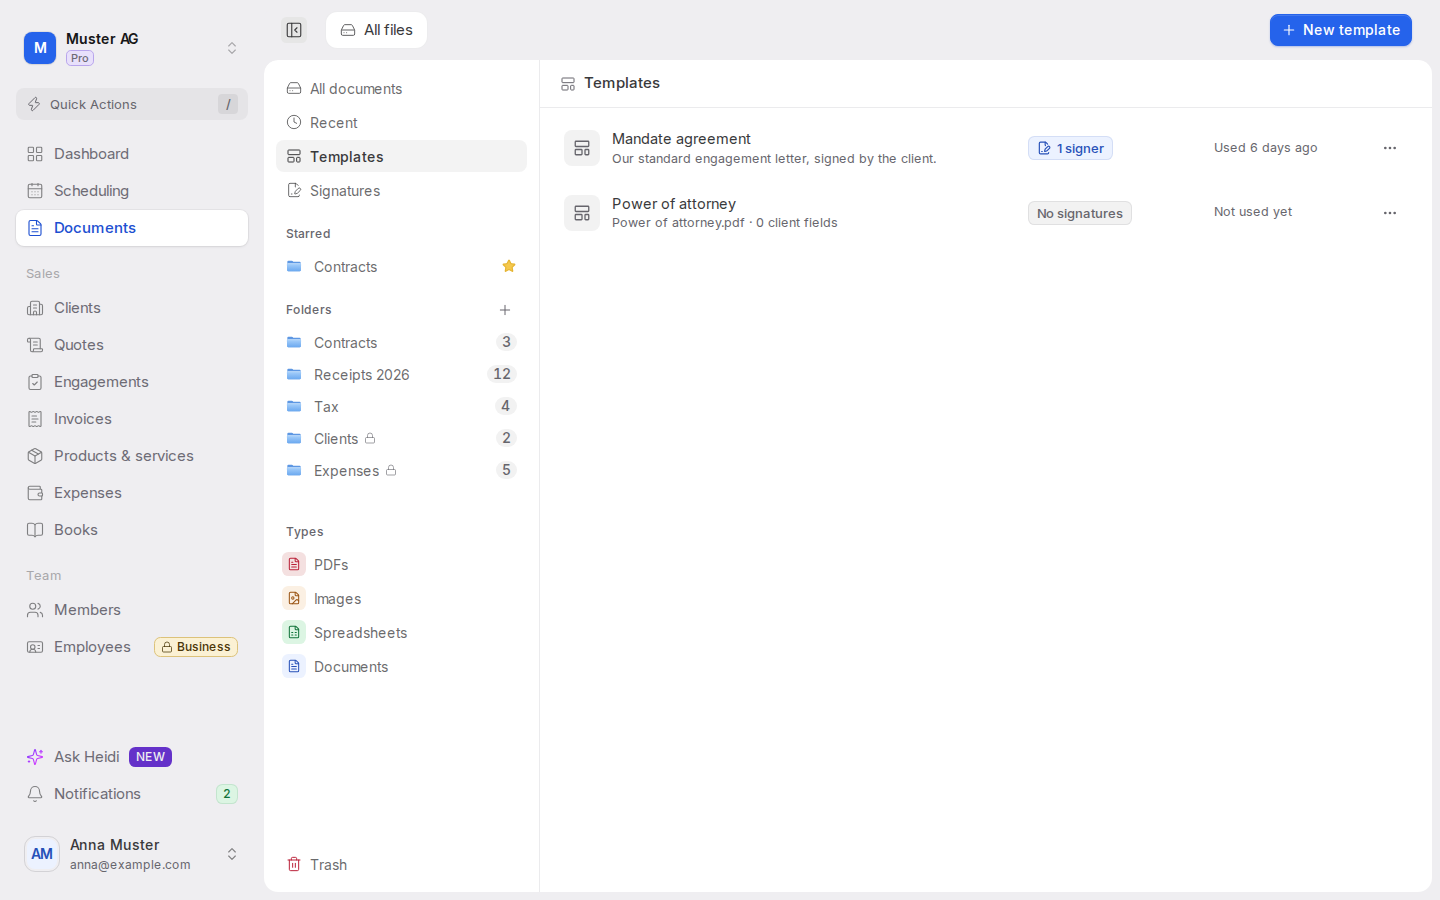 M
Muster AG
Pro
Quick Actions
/
Dashboard
Scheduling
Documents
Sales
Clients
Quotes
Engagements
Invoices
Products & services
Expenses
Books
Team
Members
Employees
Business
Ask Heidi
NEW
Notifications
2
AM
Anna Muster
anna@example.com
All files
New template
All documents
Recent
Templates
Signatures
Starred
Contracts
Folders
Contracts
3
Receipts 2026
12
Tax
4
Clients
2
Expenses
5
Types
PDFs
Images
Spreadsheets
Documents
Trash
Templates
Mandate agreement
Our standard engagement letter, signed by the client.
1 signer
Used 6 days ago
Power of attorney
Power of attorney.pdf · 0 client fields
No signatures
Not used yet